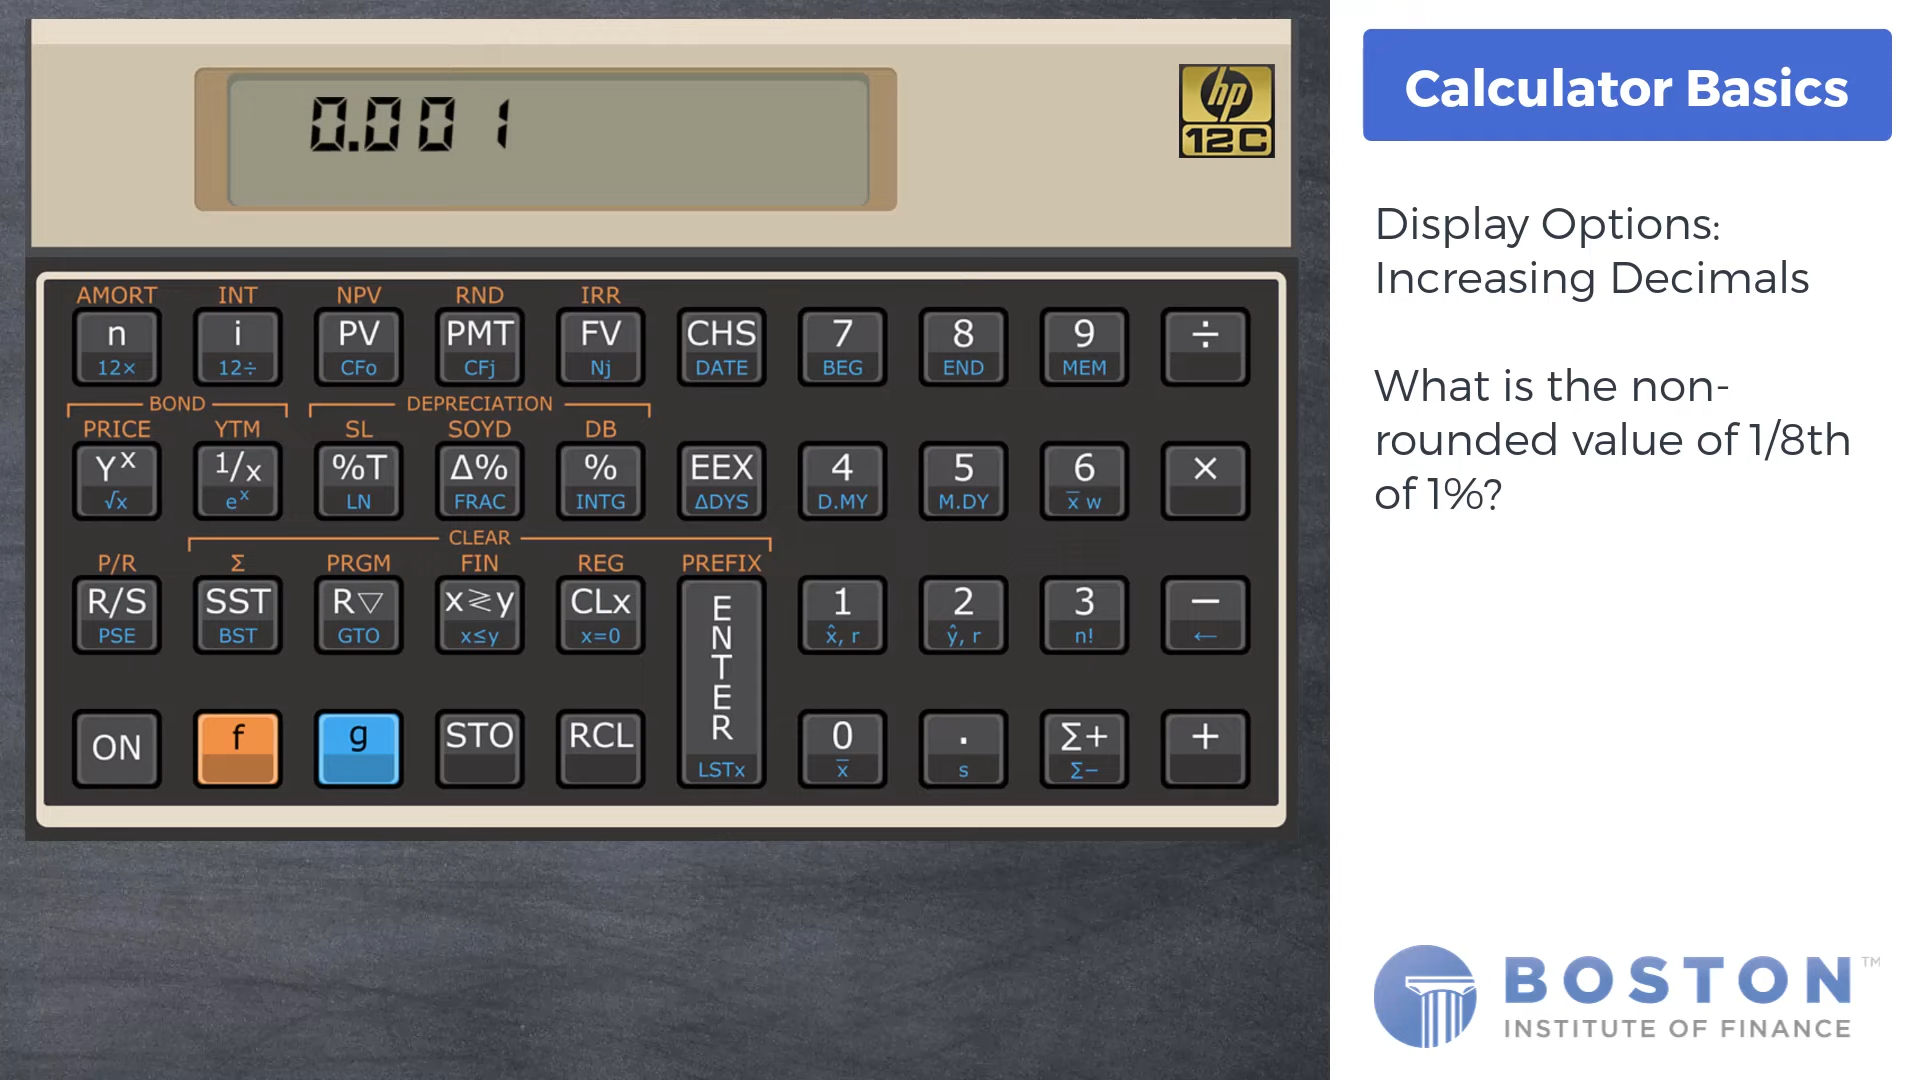 0.001
hp
12C
AMORT INT NPV RND IRR
n i PV PMT FV CHS 7 8 9 ÷
12× 12÷ CFo CFj Nj DATE BEG END MEM
BOND DEPRECIATION
PRICE YTM SL SOYD DB
Yˣ 1/x %T Δ% % EEX 4 5 6 ×
√x eˣ LN FRAC INTG ΔDYS D.MY M.DY x̅ w
CLEAR
P/R Σ PRGM FIN REG PREFIX
R/S SST R▽ x≷y CLx ENTER 1 2 3 −
PSE BST GTO x≤y x=0 x̂, r ŷ, r n! ←
ON f g STO RCL 0 . Σ+ +
LSTx x̅ s Σ−
Calculator Basics
Display Options:
Increasing Decimals
What is the non-
rounded value of 1/8th
of 1%?
BOSTON™
INSTITUTE OF FINANCE